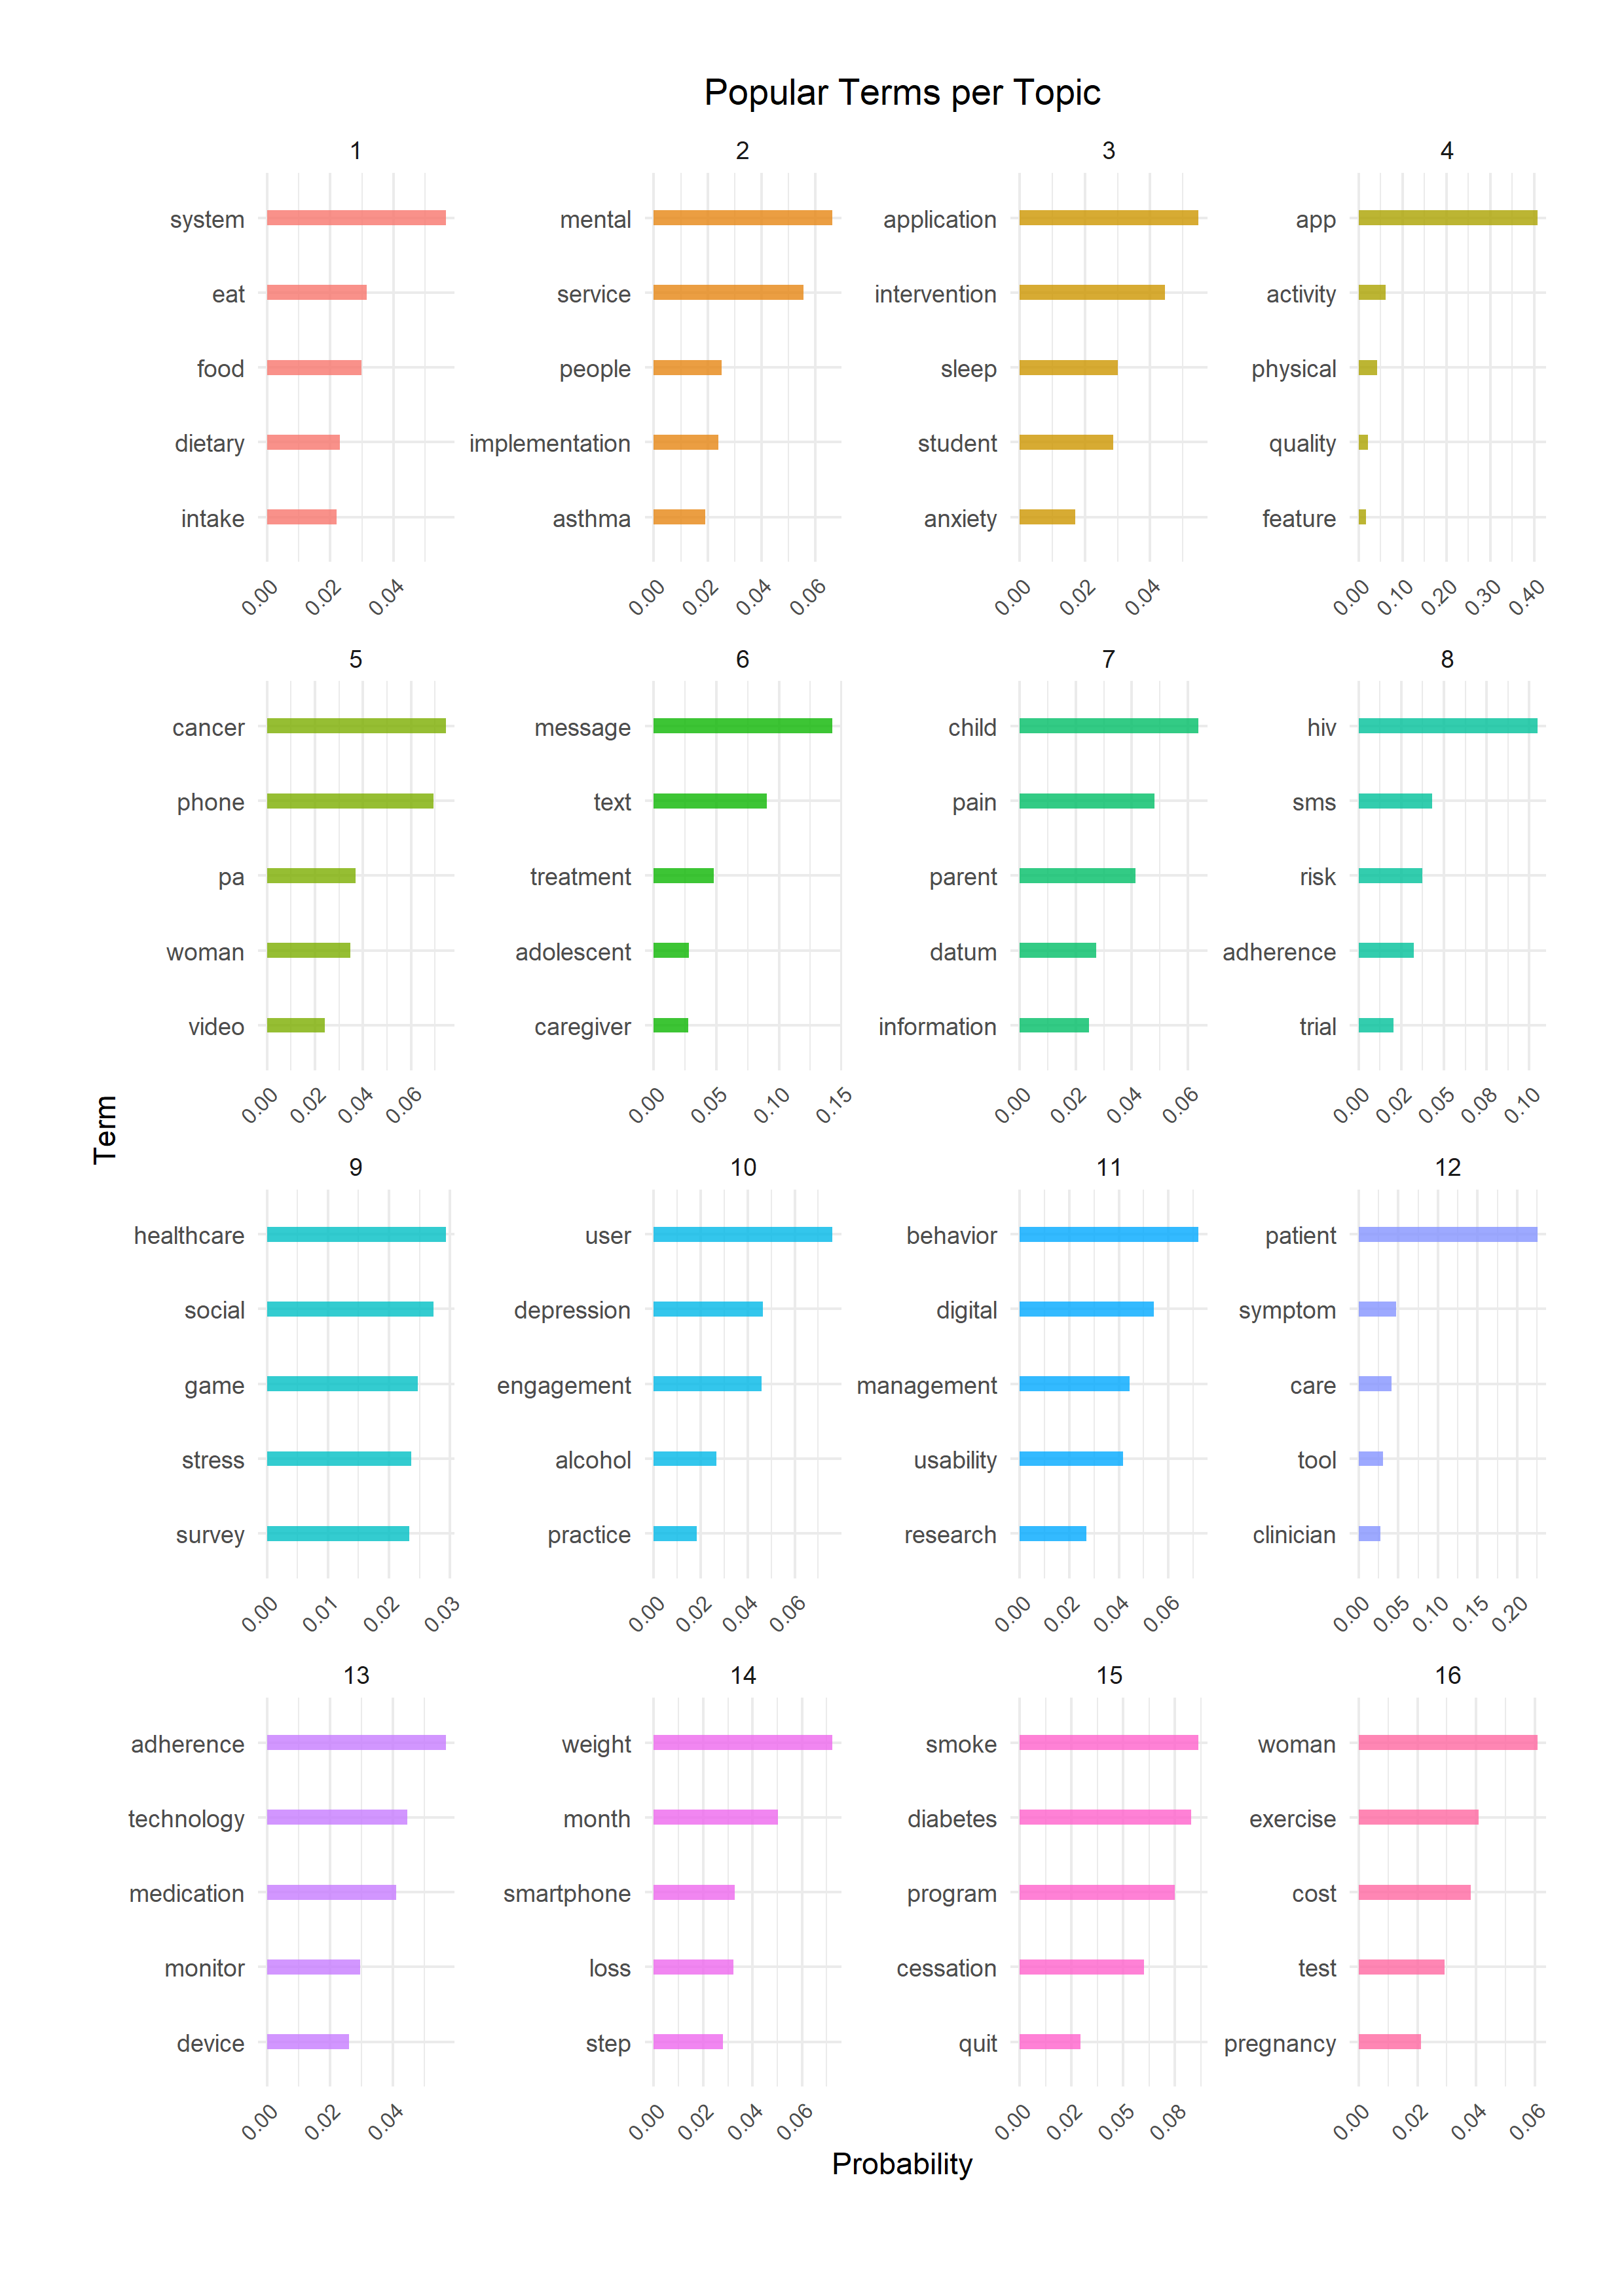 Popular Terms per Topic
1
system
eat
food
dietary
intake
0.00 0.02 0.04
2
mental
service
people
implementation
asthma
0.00 0.02 0.04 0.06
3
application
intervention
sleep
student
anxiety
0.00 0.02 0.04
4
app
activity
physical
quality
feature
0.00 0.10 0.20 0.30 0.40
5
cancer
phone
pa
woman
video
0.00 0.02 0.04 0.06
6
message
text
treatment
adolescent
caregiver
0.00 0.05 0.10 0.15
7
child
pain
parent
datum
information
0.00 0.02 0.04 0.06
8
hiv
sms
risk
adherence
trial
0.00 0.02 0.05 0.08 0.10
Term
9
healthcare
social
game
stress
survey
0.00 0.01 0.02 0.03
10
user
depression
engagement
alcohol
practice
0.00 0.02 0.04 0.06
11
behavior
digital
management
usability
research
0.00 0.02 0.04 0.06
12
patient
symptom
care
tool
clinician
0.00 0.05 0.10 0.15 0.20
13
adherence
technology
medication
monitor
device
0.00 0.02 0.04
14
weight
month
smartphone
loss
step
0.00 0.02 0.04 0.06
15
smoke
diabetes
program
cessation
quit
0.00 0.02 0.05 0.08
16
woman
exercise
cost
test
pregnancy
0.00 0.02 0.04 0.06
Probability